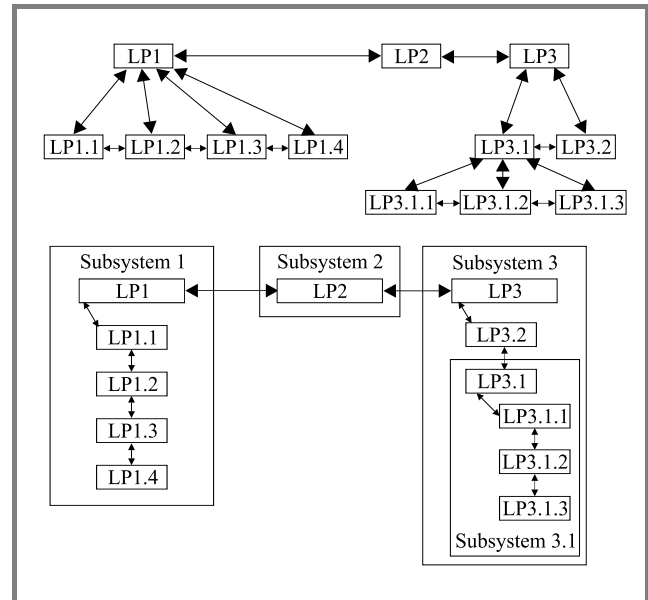 LP1 LP2 LP3
LP1.1 LP1.2 LP1.3 LP1.4 LP3.1 LP3.2
LP3.1.1 LP3.1.2 LP3.1.3
Subsystem 1 Subsystem 2 Subsystem 3
LP1 LP2 LP3
LP1.1 LP3.2
LP1.2 LP3.1
LP1.3 LP3.1.1
LP1.4 LP3.1.2
LP3.1.3
Subsystem 3.1